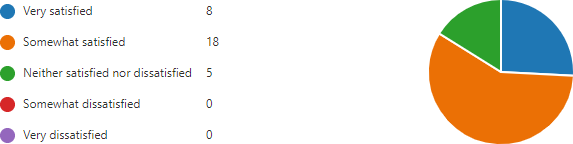 Very satisfied 8
Somewhat satisfied 18
Neither satisfied nor dissatisfied 5
Somewhat dissatisfied 0
Very dissatisfied 0